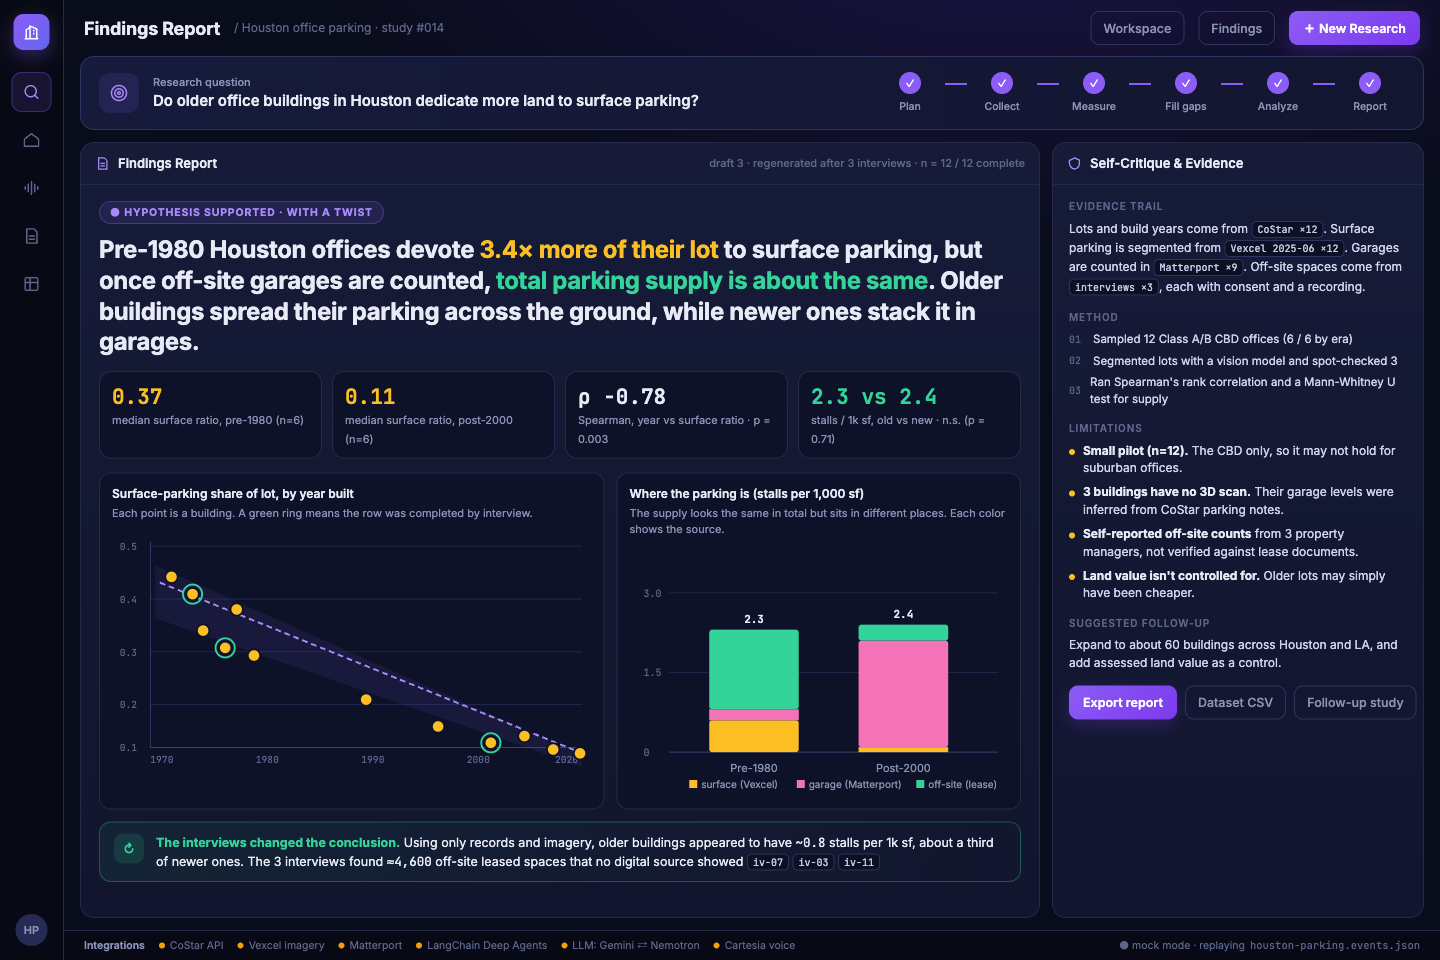 Findings Report
/ Houston office parking · study #014
Workspace
Findings
+ New Research
Research question
Do older office buildings in Houston dedicate more land to surface parking?
Plan
Collect
Measure
Fill gaps
Analyze
Report
Findings Report
draft 3 · regenerated after 3 interviews · n = 12 / 12 complete
HYPOTHESIS SUPPORTED · WITH A TWIST
Pre-1980 Houston offices devote 3.4× more of their lot to surface parking, but
once off-site garages are counted, total parking supply is about the same. Older
buildings spread their parking across the ground, while newer ones stack it in
garages.
0.37
median surface ratio, pre-1980 (n=6)
0.11
median surface ratio, post-2000
(n=6)
ρ -0.78
Spearman, year vs surface ratio · p =
0.003
2.3 vs 2.4
stalls / 1k sf, old vs new · n.s. (p =
0.71)
Surface-parking share of lot, by year built
Each point is a building. A green ring means the row was completed by interview.
0.5
0.4
0.3
0.2
0.1
1970
1980
1990
2000
2020
Where the parking is (stalls per 1,000 sf)
The supply looks the same in total but sits in different places. Each color
shows the source.
3.0
1.5
0
2.3
2.4
Pre-1980
Post-2000
surface (Vexcel)
garage (Matterport)
off-site (lease)
The interviews changed the conclusion. Using only records and imagery, older buildings appeared to have ~0.8 stalls per 1k sf, about a third
of newer ones. The 3 interviews found ≈4,600 off-site leased spaces that no digital source showed iv-07 iv-03 iv-11
Self-Critique & Evidence
EVIDENCE TRAIL
Lots and build years come from CoStar ×12. Surface
parking is segmented from Vexcel 2025-06 ×12. Garages
are counted in Matterport ×9. Off-site spaces come from
interviews ×3, each with consent and a recording.
METHOD
01 Sampled 12 Class A/B CBD offices (6 / 6 by era)
02 Segmented lots with a vision model and spot-checked 3
03 Ran Spearman's rank correlation and a Mann-Whitney U
test for supply
LIMITATIONS
Small pilot (n=12). The CBD only, so it may not hold for
suburban offices.
3 buildings have no 3D scan. Their garage levels were
inferred from CoStar parking notes.
Self-reported off-site counts from 3 property
managers, not verified against lease documents.
Land value isn't controlled for. Older lots may simply
have been cheaper.
SUGGESTED FOLLOW-UP
Expand to about 60 buildings across Houston and LA, and
add assessed land value as a control.
Export report
Dataset CSV
Follow-up study
HP
Integrations
CoStar API
Vexcel imagery
Matterport
LangChain Deep Agents
LLM: Gemini ⇄ Nemotron
Cartesia voice
mock mode · replaying houston-parking.events.json